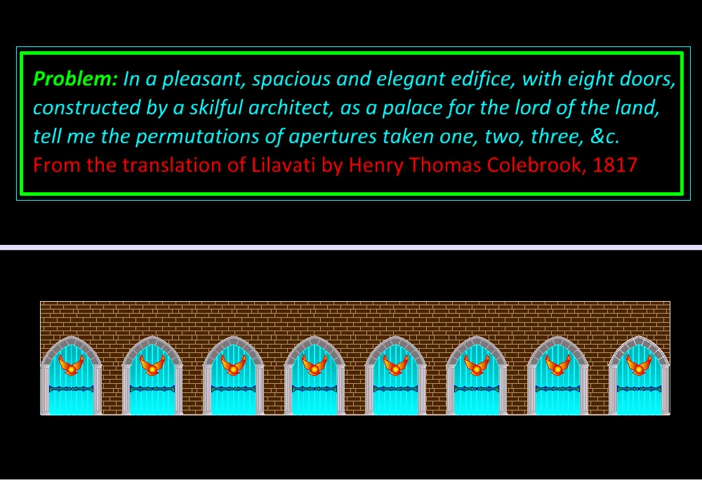 Problem: In a pleasant, spacious and elegant edifice, with eight doors,
constructed by a skilful architect, as a palace for the lord of the land,
tell me the permutations of apertures taken one, two, three, &c.
From the translation of Lilavati by Henry Thomas Colebrook, 1817